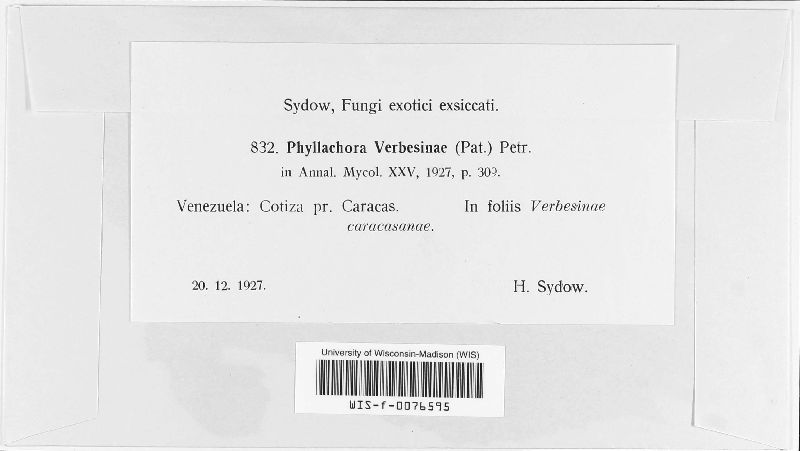 Sydow, Fungi exotici exsiccati.
832. Phyllachora Verbesinae (Pat.) Petr.
in Annal. Mycol. XXV, 1927, p. 309.
Venezuela: Cotiza pr. Caracas. In foliis Verbesinae
caracasanae.
20. 12. 1927. H. Sydow.
University of Wisconsin-Madison (WIS)
WIS-f-0076595